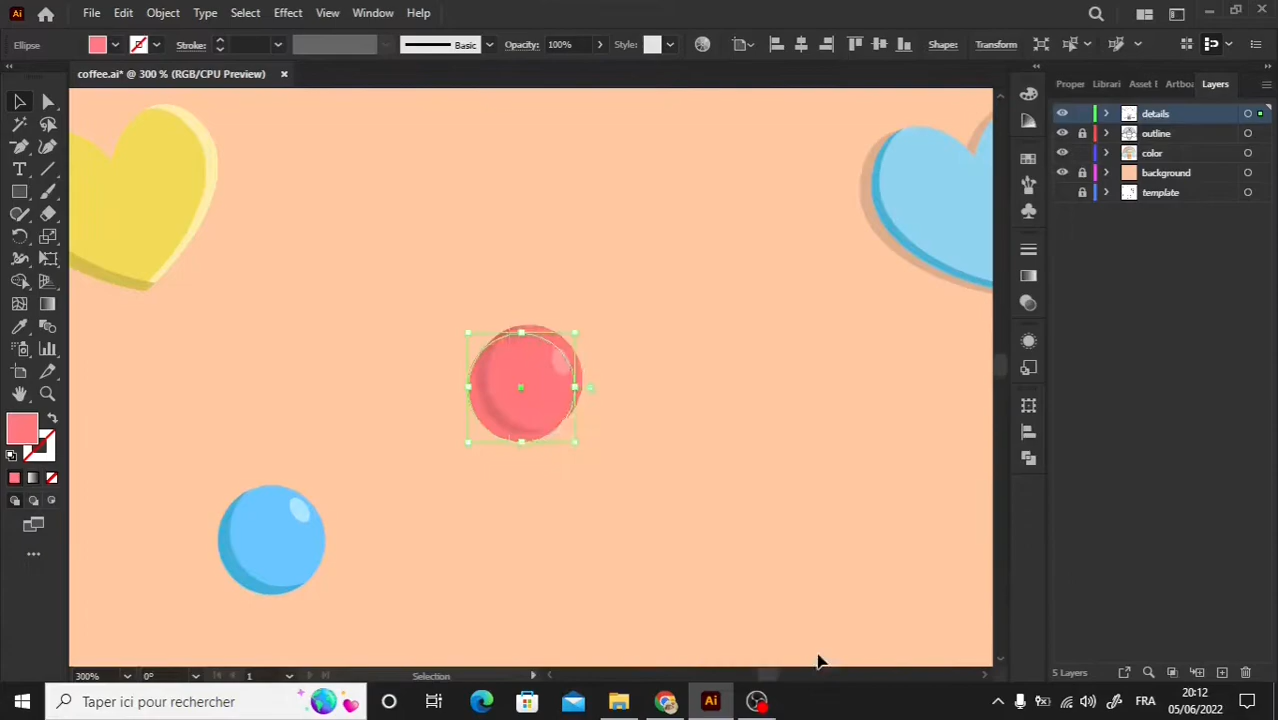 Ai File Edit Object Type Select Effect View Window Help
Ellipse Stroke: Basic Opacity: 100% Style: Shape: Transform
coffee.ai* @ 300 % (RGB/CPU Preview) ×
Proper Librari Asset E Artboa Layers
details
outline
color
background
template
300% 0° 1 Selection 5 Layers
Taper ici pour rechercher Ai FRA 20:12
05/06/2022